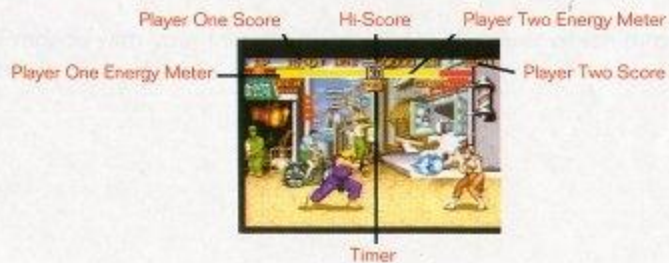 Player One Score
Hi-Score
Player Two Energy Meter
Player One Energy Meter
Player Two Score
Timer